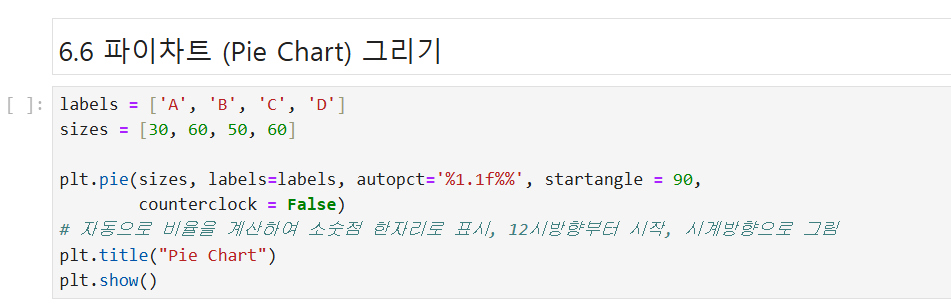 6.6 파이차트 (Pie Chart) 그리기
[ ]: labels = ['A', 'B', 'C', 'D']
sizes = [30, 60, 50, 60]
plt.pie(sizes, labels=labels, autopct='%1.1f%%', startangle = 90,
counterclock = False)
# 자동으로 비율을 계산하여 소숫점 한자리로 표시, 12시방향부터 시작, 시계방향으로 그림
plt.title("Pie Chart")
plt.show()